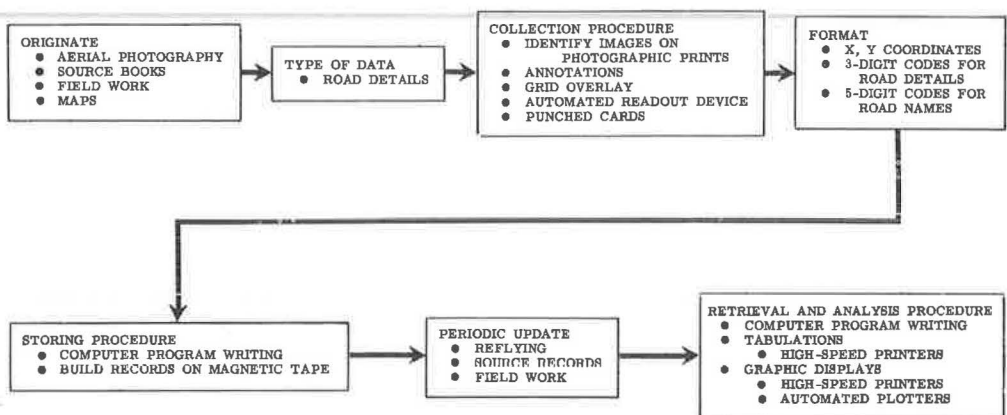 ORIGINATE
● AERIAL PHOTOGRAPHY
● SOURCE BOOKS
● FIELD WORK
● MAPS
TYPE OF DATA
● ROAD DETAILS
COLLECTION PROCEDURE
● IDENTIFY IMAGES ON
PHOTOGRAPHIC PRINTS
● ANNOTATIONS
● GRID OVERLAY
● AUTOMATED READOUT DEVICE
● PUNCHED CARDS
FORMAT
● X, Y COORDINATES
● 3-DIGIT CODES FOR
ROAD DETAILS
● 5-DIGIT CODES FOR
ROAD NAMES
STORING PROCEDURE
● COMPUTER PROGRAM WRITING
● BUILD RECORDS ON MAGNETIC TAPE
PERIODIC UPDATE
● REFLYING
● SOURCE RECORDS
● FIELD WORK
RETRIEVAL AND ANALYSIS PROCEDURE
● COMPUTER PROGRAM WRITING
● TABULATIONS
● HIGH-SPEED PRINTERS
● GRAPHIC DISPLAYS
● HIGH-SPEED PRINTERS
● AUTOMATED PLOTTERS